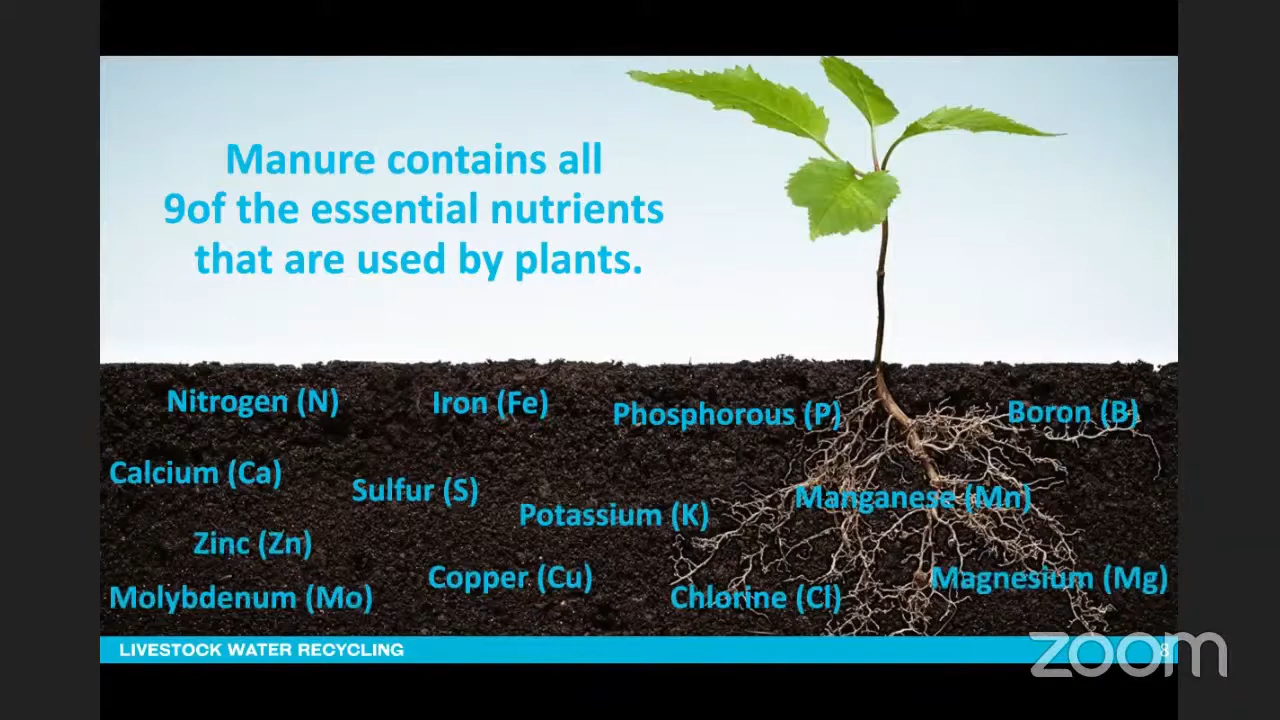 Manure contains all
9of the essential nutrients
that are used by plants.
Nitrogen (N)
Iron (Fe)
Phosphorous (P)
Boron (B)
Calcium (Ca)
Sulfur (S)
Potassium (K)
Manganese (Mn)
Zinc (Zn)
Copper (Cu)
Magnesium (Mg)
Molybdenum (Mo)
Chlorine (Cl)
LIVESTOCK WATER RECYCLING
8
zoom